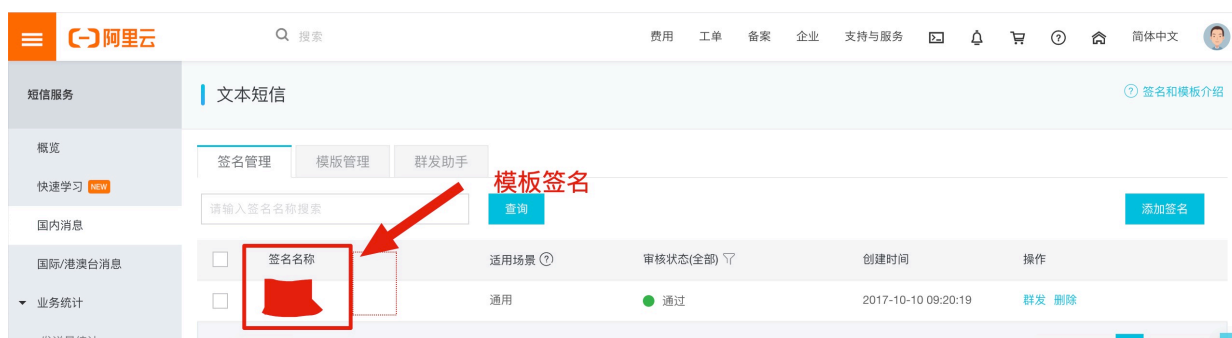 阿里云
搜索
费用 工单 备案 企业 支持与服务 简体中文
短信服务
文本短信
签名和模板介绍
概览
快速学习 NEW
国内消息
国际/港澳台消息
业务统计
签名管理 模版管理 群发助手
模板签名
请输入签名名称搜索 查询 添加签名
签名名称 适用场景 审核状态(全部) 创建时间 操作
通用 通过 2017-10-10 09:20:19 群发 删除